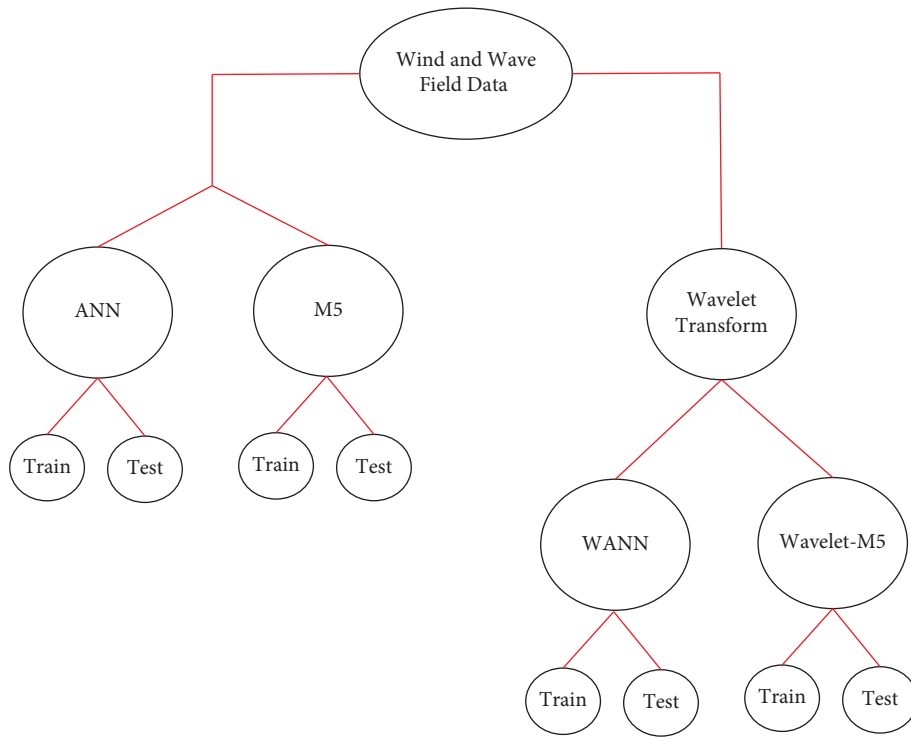 Wind and Wave
Field Data
ANN
M5
Wavelet
Transform
Train
Test
Train
Test
WANN
Wavelet-M5
Train
Test
Train
Test